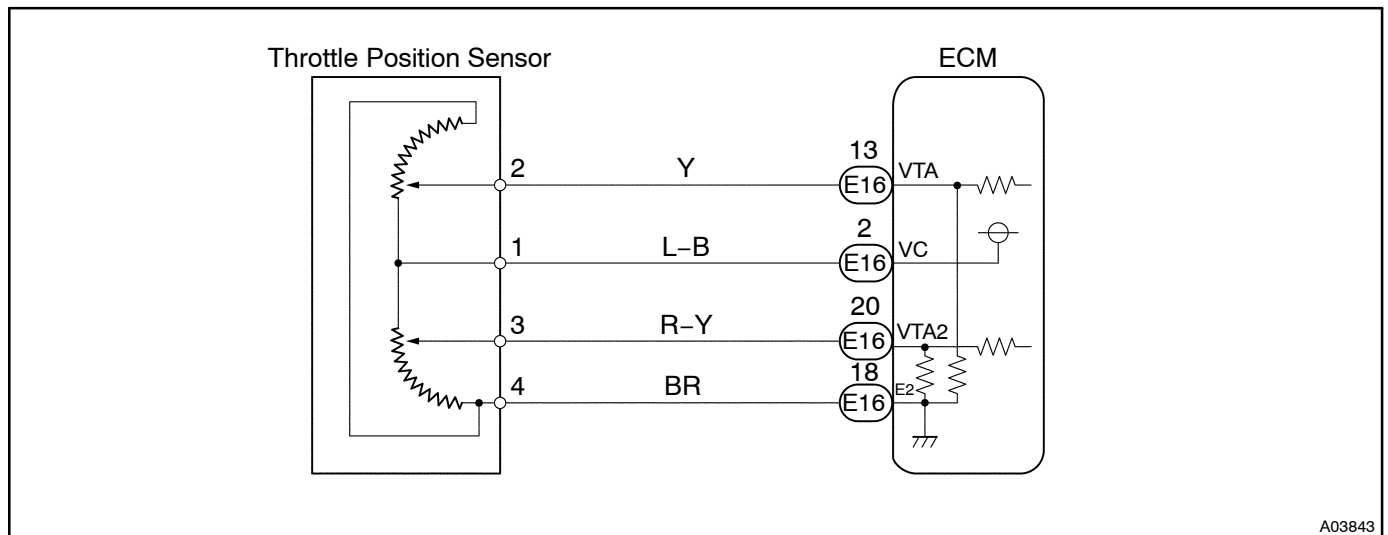 Throttle Position Sensor
ECM
2
Y
13
E16
VTA
1
L–B
2
E16
VC
3
R–Y
20
E16
VTA2
4
BR
18
E16
E2
A03843